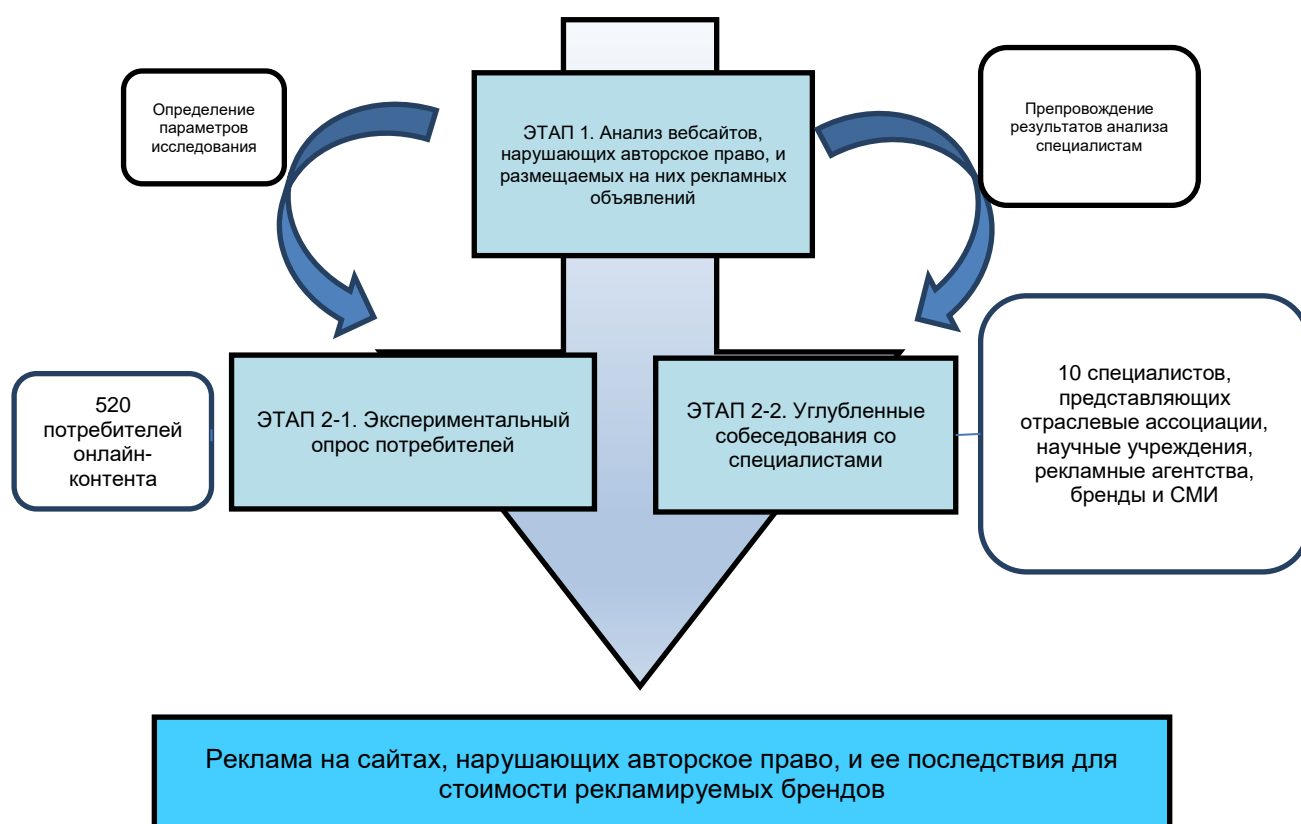 Определение
параметров
исследования
ЭТАП 1. Анализ вебсайтов,
нарушающих авторское право, и
размещаемых на них рекламных
объявлений
Препровождение
результатов анализа
специалистам
520
потребителей
онлайн-
контента
ЭТАП 2-1. Экспериментальный
опрос потребителей
ЭТАП 2-2. Углубленные
собеседования со
специалистами
10 специалистов,
представляющих
отраслевые ассоциации,
научные учреждения,
рекламные агентства,
бренды и СМИ
Реклама на сайтах, нарушающих авторское право, и ее последствия для
стоимости рекламируемых брендов